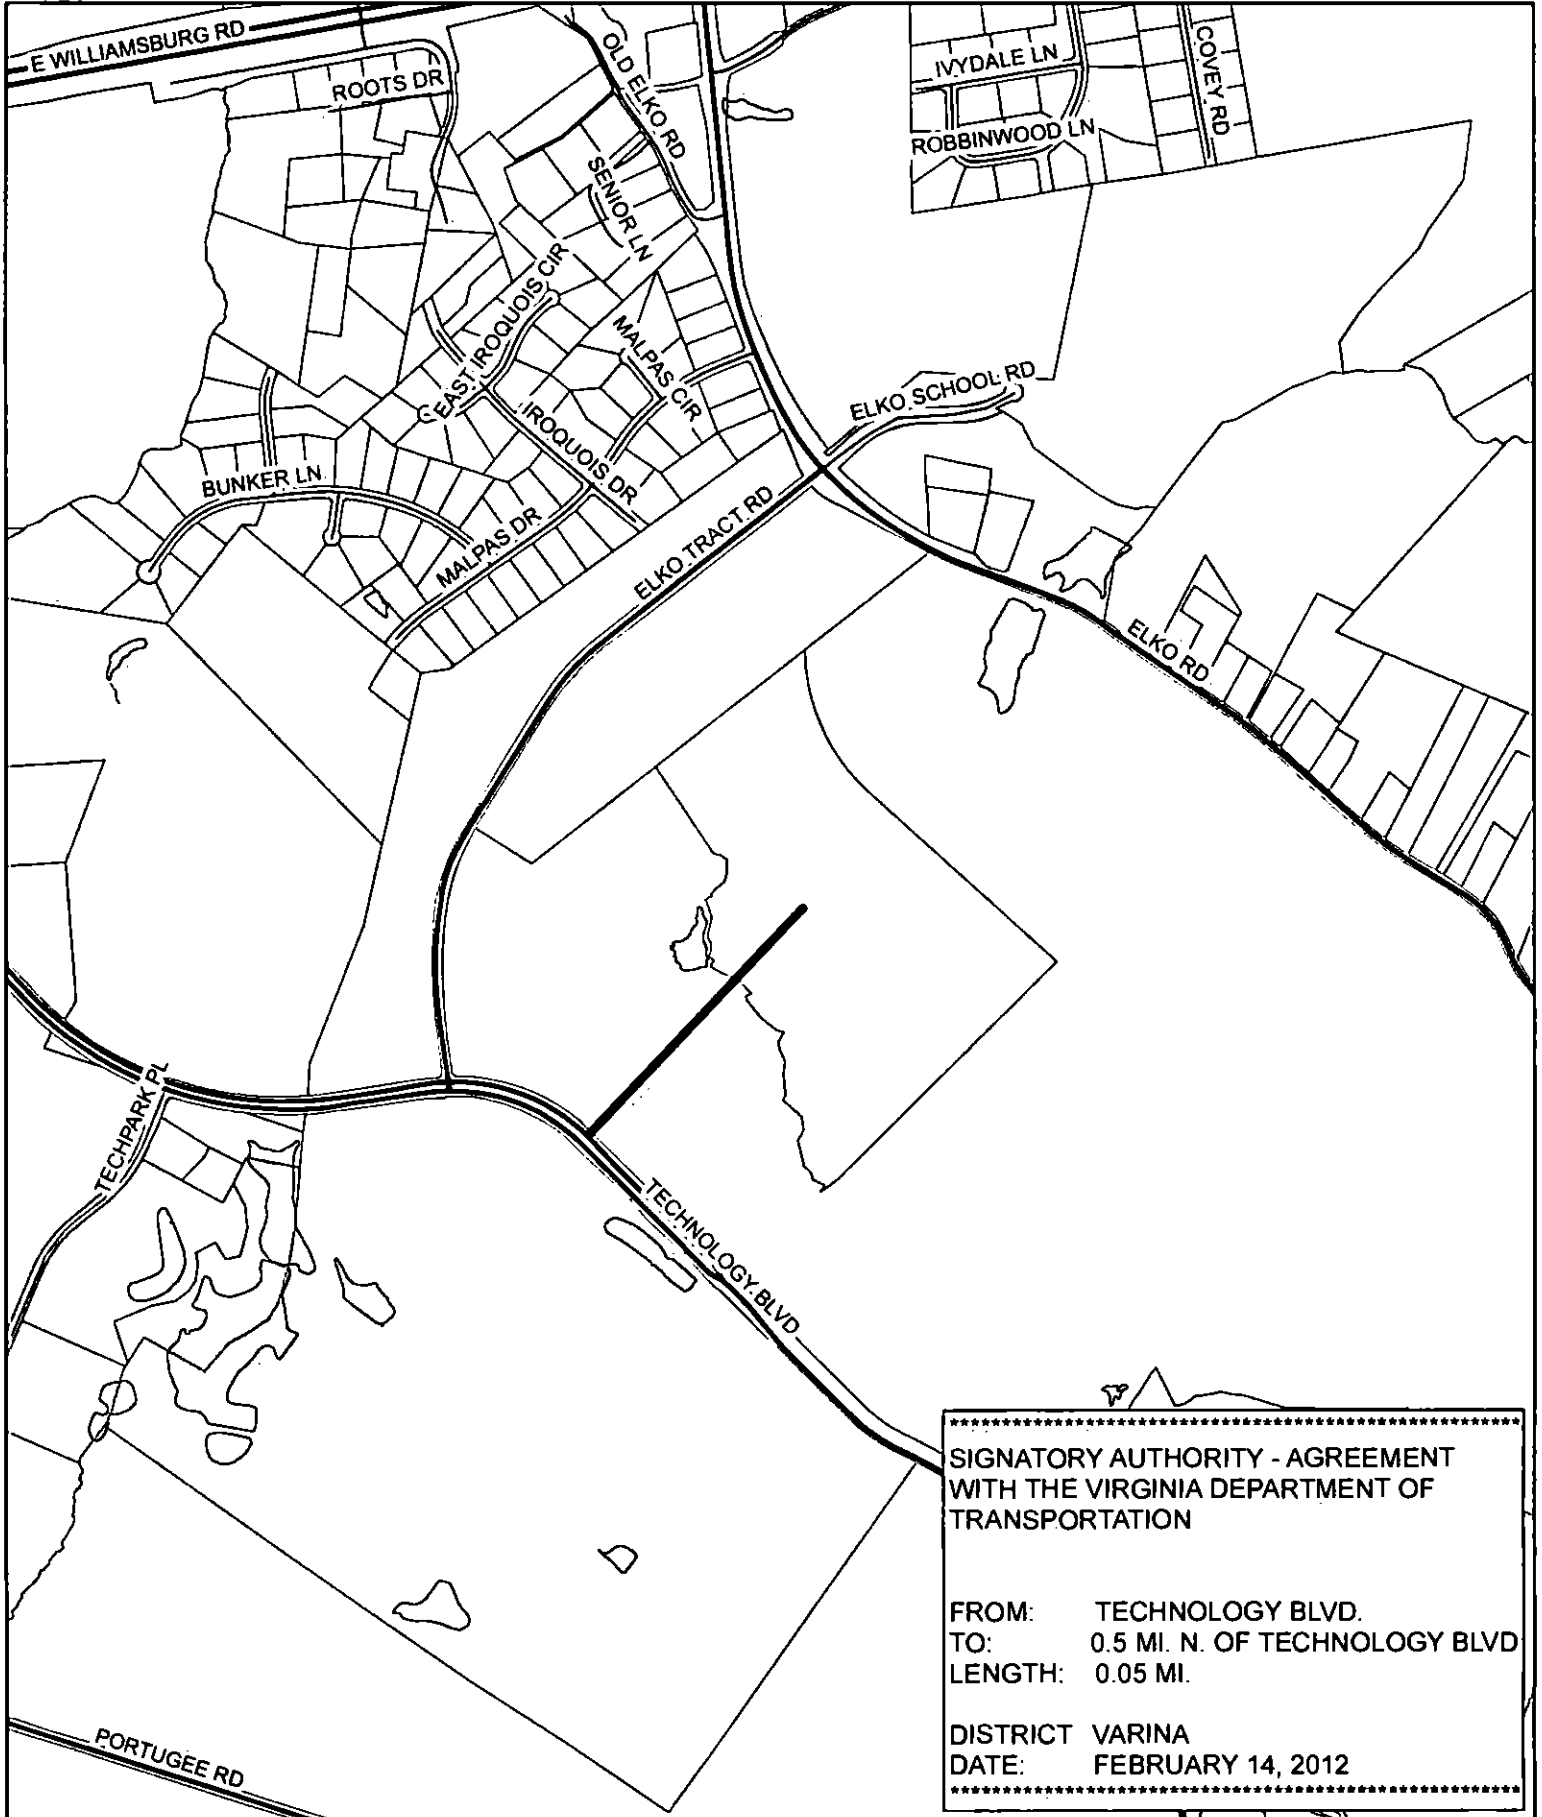 E WILLIAMSBURG RD
ROOTS DR
OLD ELKO RD
IVYDALE LN
COVEY RD
ROBBINWOOD LN
SENIOR LN
EAST IROQUOIS CIR
MALPAS CIR
ELKO SCHOOL RD
IROQUOIS DR
BUNKER LN
MALPAS DR
ELKO TRACT RD
ELKO RD
TECHPARK PL
TECHNOLOGY BLVD
PORTUGEE RD
SIGNATORY AUTHORITY - AGREEMENT
WITH THE VIRGINIA DEPARTMENT OF
TRANSPORTATION
FROM: TECHNOLOGY BLVD.
TO: 0.5 MI. N. OF TECHNOLOGY BLVD
LENGTH: 0.05 MI.
DISTRICT VARINA
DATE: FEBRUARY 14, 2012